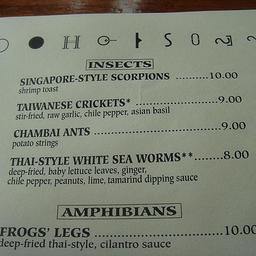 INSECTS
SINGAPORE-STYLE SCORPIONS ..........10.00
shrimp toast
TAIWANESE CRICKETS* ..........................9.00
stir-fried, raw garlic, chile pepper, asian basil
CHAMBAI ANTS ........................................9.00
potato strings
THAI-STYLE WHITE SEA WORMS**.......8.00
deep-fried, baby lettuce leaves, ginger,
chile pepper, peanuts, lime, tamarind dipping sauce
AMPHIBIANS
FROGS' LEGS ........................................10.00
deep-fried thai-style, cilantro sauce